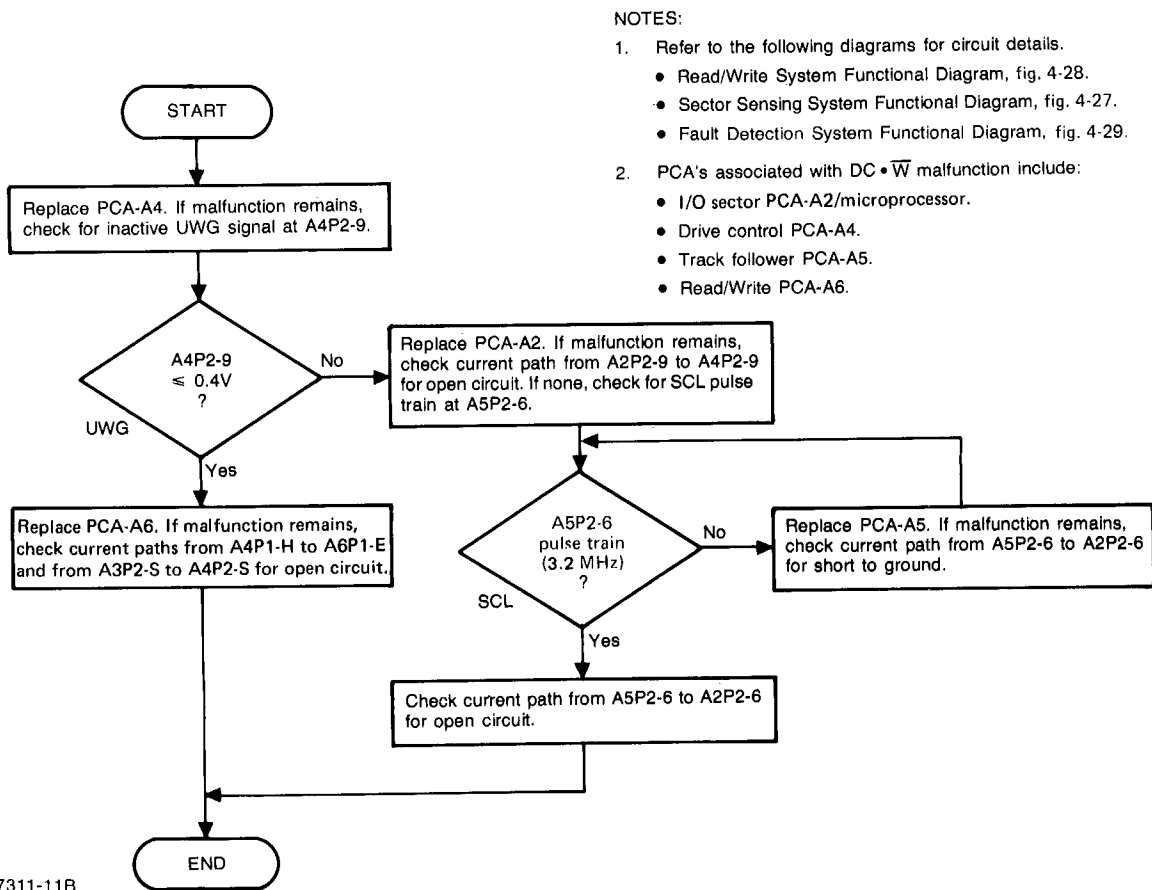 NOTES:
1. Refer to the following diagrams for circuit details.
• Read/Write System Functional Diagram, fig. 4-28.
• Sector Sensing System Functional Diagram, fig. 4-27.
• Fault Detection System Functional Diagram, fig. 4-29.
2. PCA's associated with DC • W̅ malfunction include:
• I/O sector PCA-A2/microprocessor.
• Drive control PCA-A4.
• Track follower PCA-A5.
• Read/Write PCA-A6.
START
Replace PCA-A4. If malfunction remains,
check for inactive UWG signal at A4P2-9.
A4P2-9
≤ 0.4V
?
UWG
No
Yes
Replace PCA-A2. If malfunction remains,
check current path from A2P2-9 to A4P2-9
for open circuit. If none, check for SCL pulse
train at A5P2-6.
Replace PCA-A6. If malfunction remains,
check current paths from A4P1-H to A6P1-E
and from A3P2-S to A4P2-S for open circuit.
A5P2-6
pulse train
(3.2 MHz)
?
SCL
No
Yes
Replace PCA-A5. If malfunction remains,
check current path from A5P2-6 to A2P2-6
for short to ground.
Check current path from A5P2-6 to A2P2-6
for open circuit.
END
7311-11B